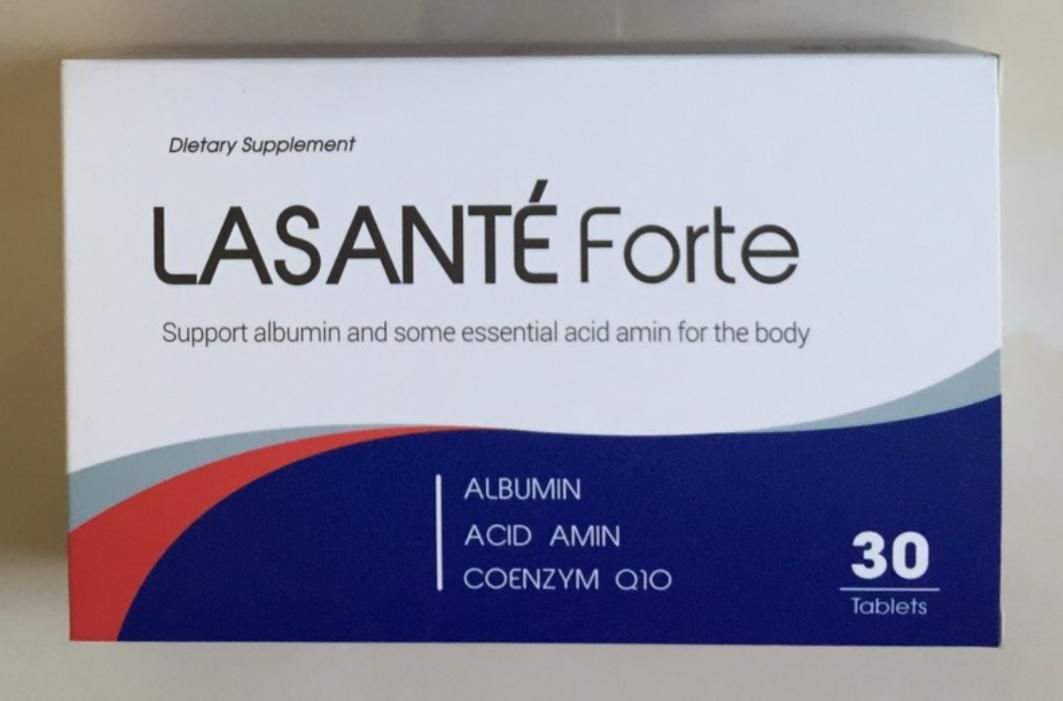 Dietary Supplement
LASANTÉ Forte
Support albumin and some essential acid amin for the body
ALBUMIN
ACID AMIN
COENZYM Q10
30
Tablets